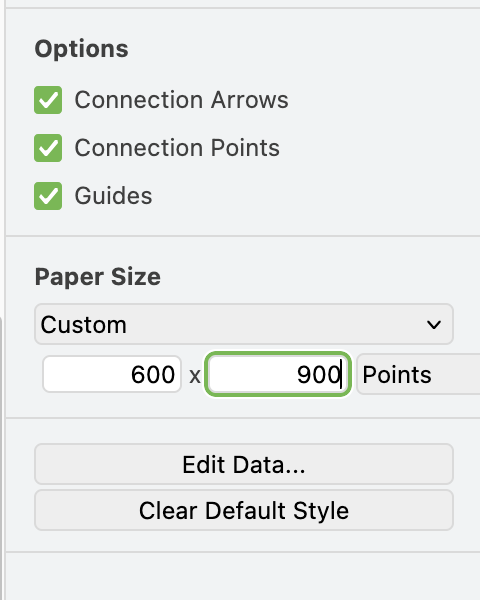 Options
Connection Arrows
Connection Points
Guides
Paper Size
Custom
600 x 900 Points
Edit Data...
Clear Default Style